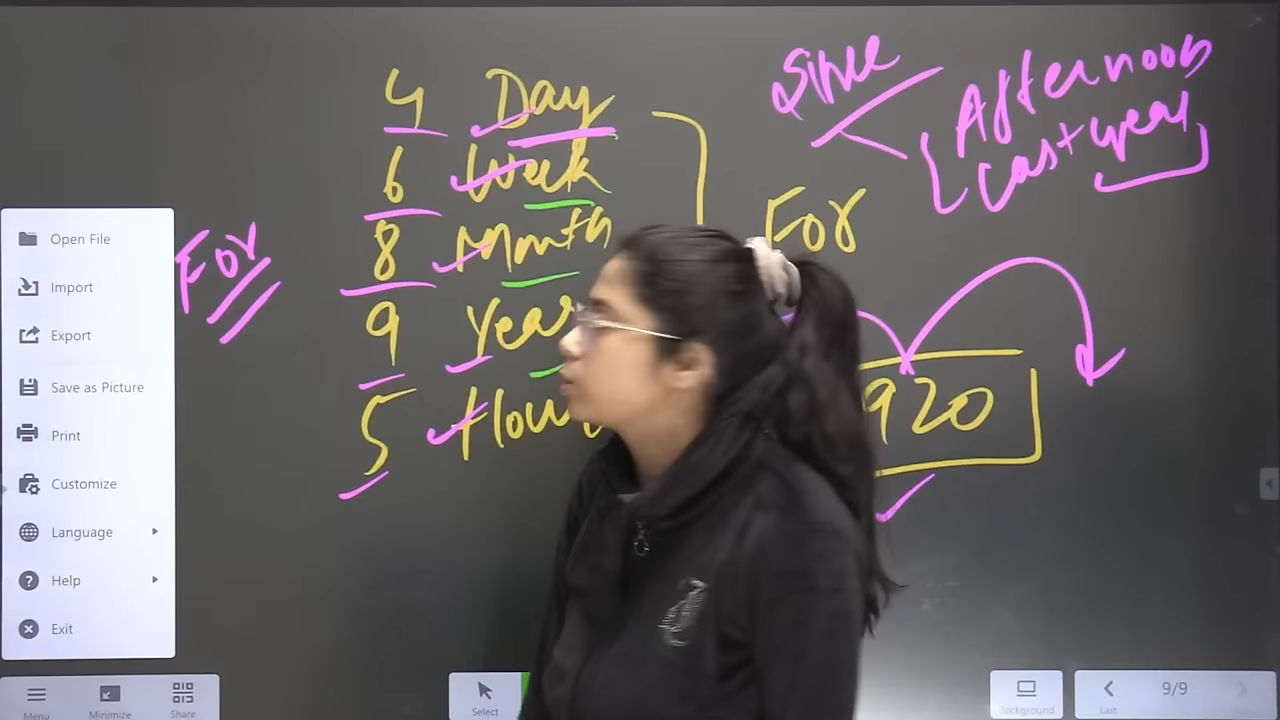 Since
Afternoon
Last year
4 Day
6 Week
8 Month
9 Year
5 Hour
For
For
920
Open File
Import
Export
Save as Picture
Print
Customize
Language
Help
Exit
Menu
Minimize
Share
Select
Background
Last
9/9